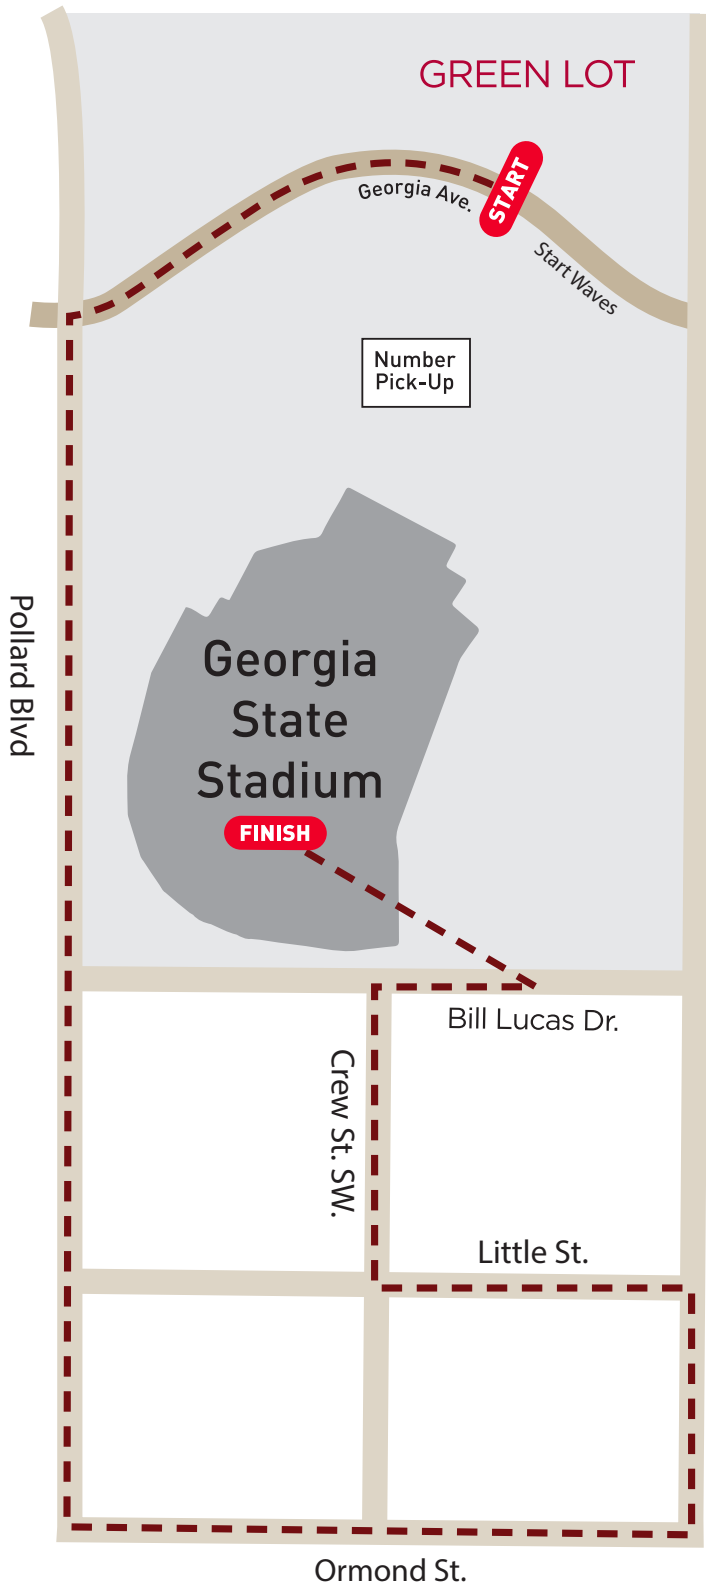 GREEN LOT
START
Georgia Ave.
Start Waves
Number
Pick-Up
Pollard Blvd
Georgia
State
Stadium
FINISH
Bill Lucas Dr.
Crew St. SW.
Little St.
Ormond St.